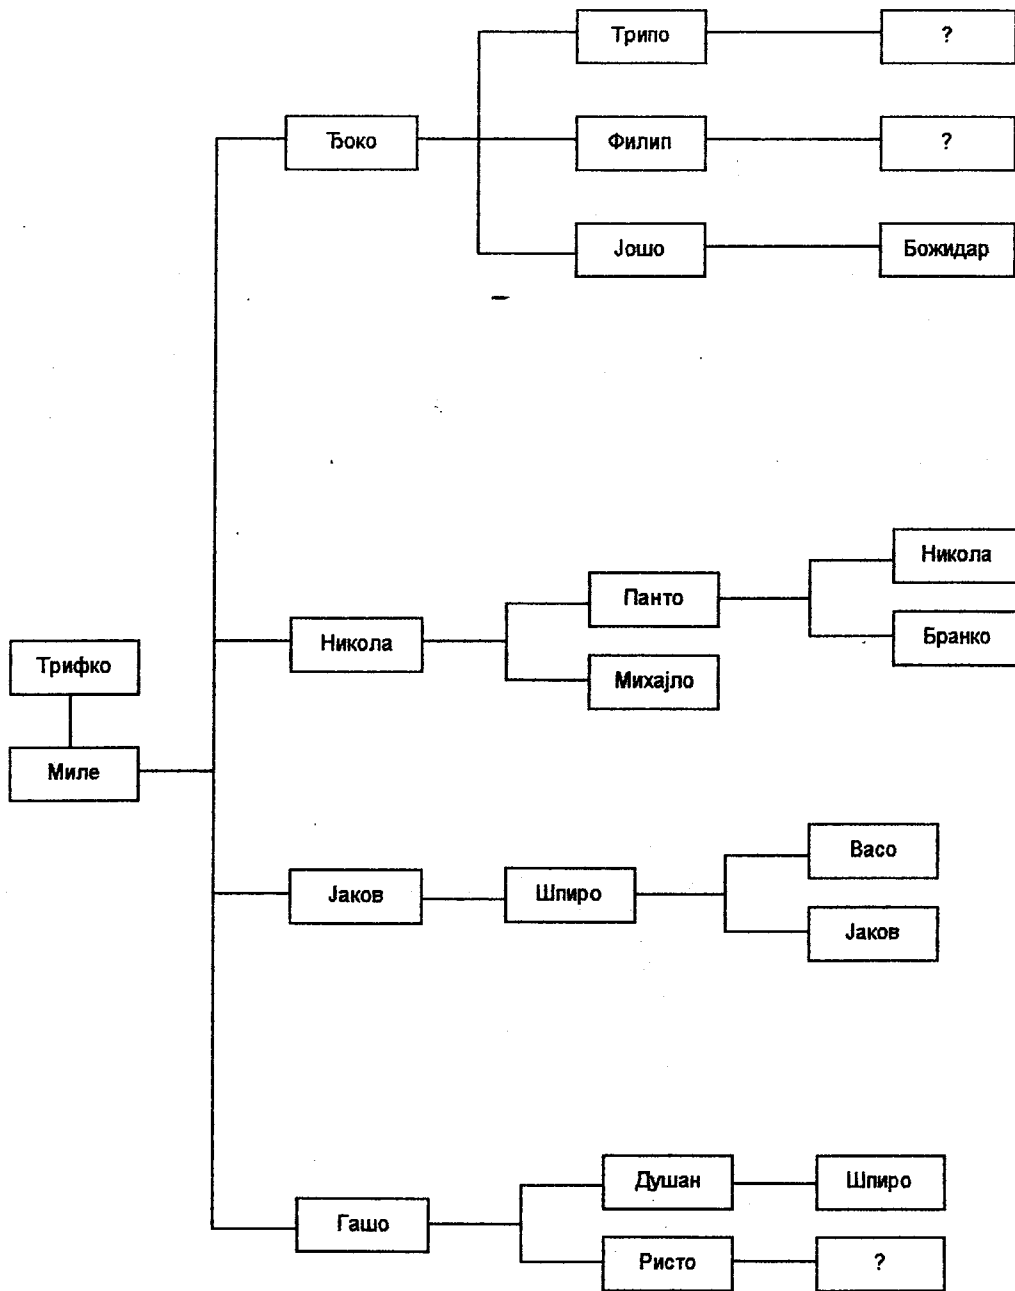 Трипо
?
Ђоко
Филип
?
Јошо
Божидар
Никола
Панто
Никола
Бранко
Трифко
Михајло
Миле
Васо
Јаков
Шпиро
Јаков
Душан
Шпиро
Гашо
Ристо
?